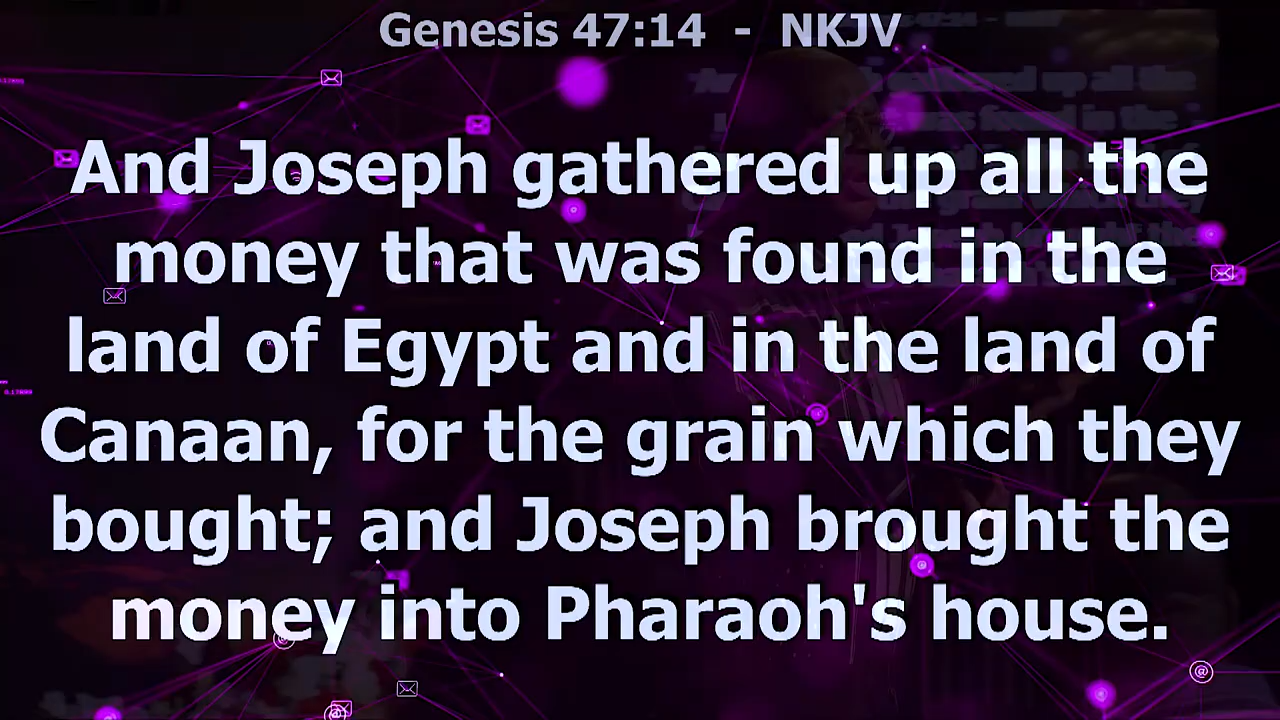 Genesis 47:14 - NKJV
And Joseph gathered up all the
money that was found in the
land of Egypt and in the land of
Canaan, for the grain which they
bought; and Joseph brought the
money into Pharaoh's house.